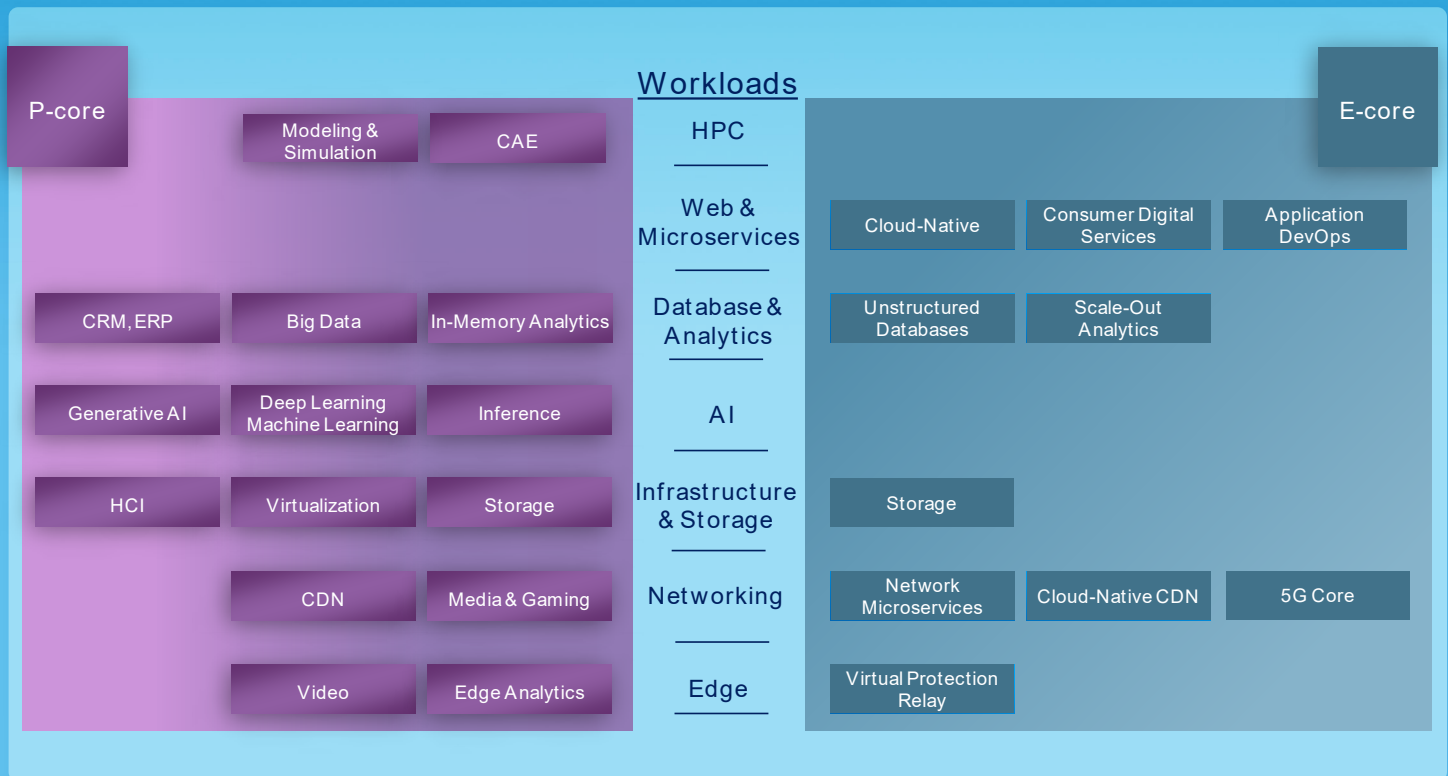 Workloads
P-core
E-core
Modeling &
Simulation
CAE
HPC
Web &
Microservices
Cloud-Native
Consumer Digital
Services
Application
DevOps
CRM, ERP
Big Data
In-Memory Analytics
Database &
Analytics
Unstructured
Databases
Scale-Out
Analytics
Generative AI
Deep Learning
Machine Learning
Inference
AI
HCI
Virtualization
Storage
Infrastructure
& Storage
Storage
CDN
Media & Gaming
Networking
Network
Microservices
Cloud-Native CDN
5G Core
Video
Edge Analytics
Edge
Virtual Protection
Relay